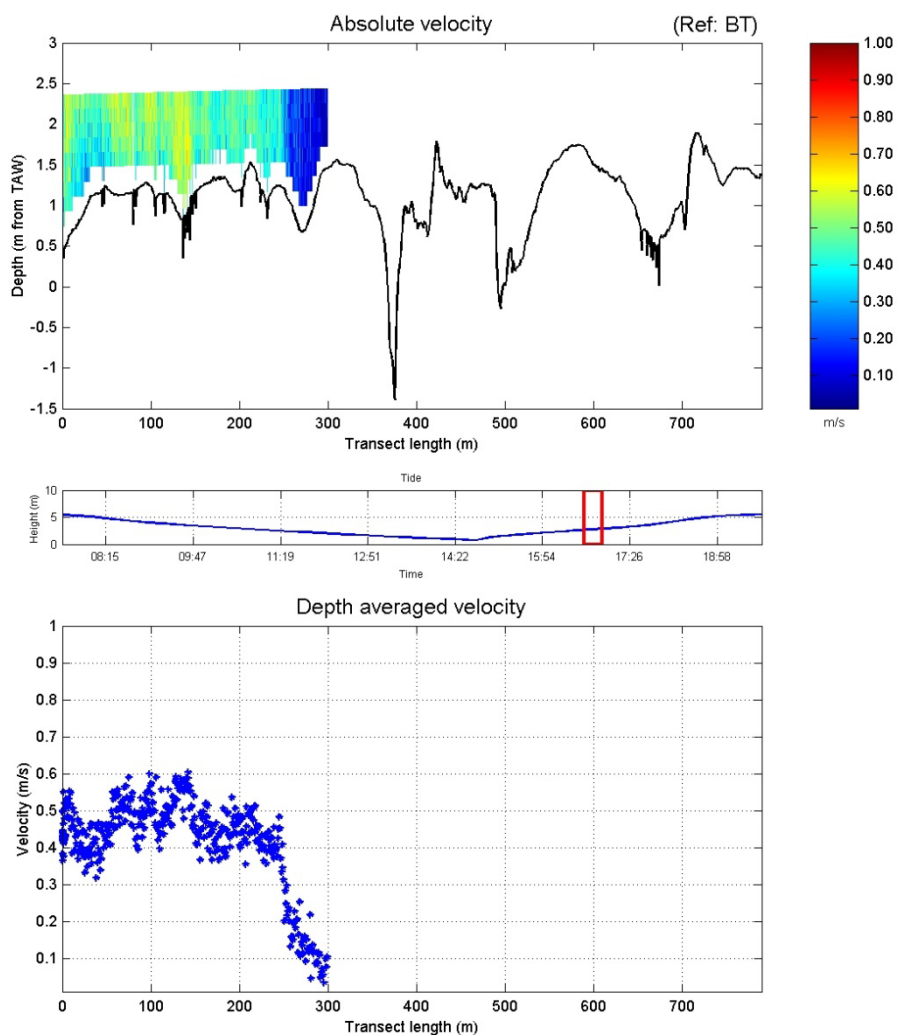 Absolute velocity (Ref: BT)
3
2.5
2
1.5
1
0.5
0
-0.5
-1
-1.5
Depth (m from TAW)
0 100 200 300 400 500 600 700
Transect length (m)
1.00
0.90
0.80
0.70
0.60
0.50
0.40
0.30
0.20
0.10
m/s
Tide
10
5
0
Height (m)
08:15 09:47 11:19 12:51 14:22 15:54 17:26 18:58
Time
Depth averaged velocity
1
0.9
0.8
0.7
0.6
0.5
0.4
0.3
0.2
0.1
Velocity (m/s)
0 100 200 300 400 500 600 700
Transect length (m)